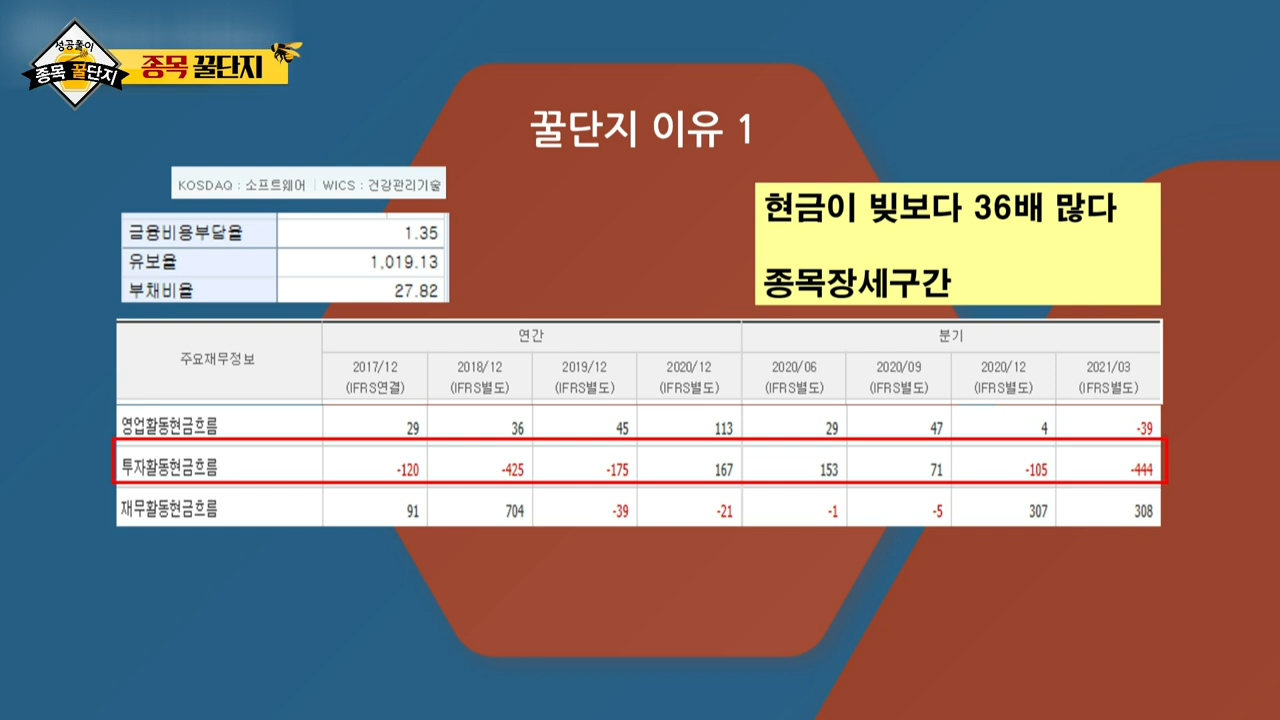 성공풀이
종목 꿀단지
종목 꿀단지
꿀단지 이유 1
KOSDAQ : 소프트웨어 | WICS : 건강관리기술
금융비용부담율 1.35
유보율 1,019.13
부채비율 27.82
현금이 빚보다 36배 많다
종목장세구간
주요재무정보 연간 분기
2017/12 2018/12 2019/12 2020/12 2020/06 2020/09 2020/12 2021/03
(IFRS연결) (IFRS별도) (IFRS별도) (IFRS별도) (IFRS별도) (IFRS별도) (IFRS별도) (IFRS별도)
영업활동현금흐름 29 36 45 113 29 47 4 -39
투자활동현금흐름 -120 -425 -175 167 153 71 -105 -444
재무활동현금흐름 91 704 -39 -21 -1 -5 307 308